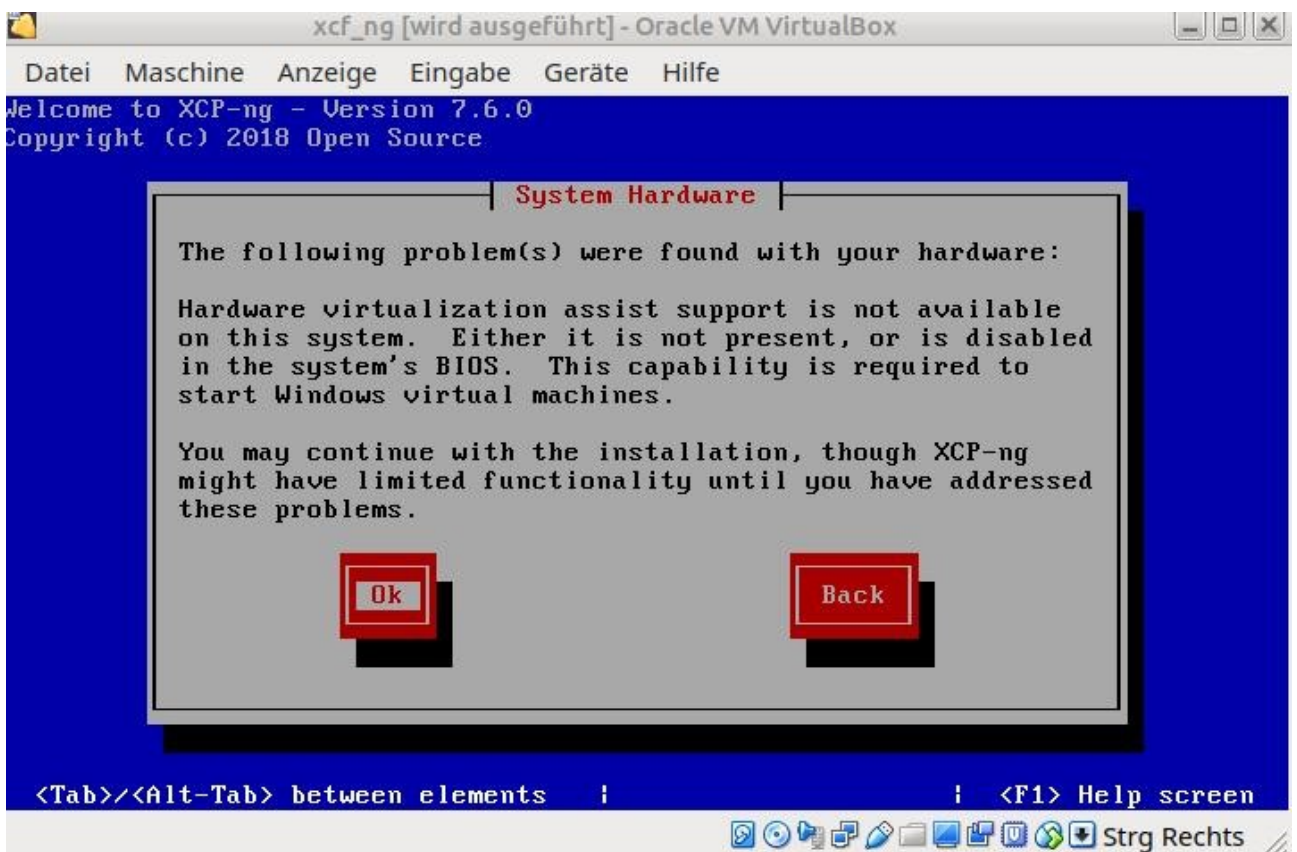 xcf_ng [wird ausgeführt] - Oracle VM VirtualBox
Datei Maschine Anzeige Eingabe Geräte Hilfe
Welcome to XCP-ng - Version 7.6.0
Copyright (c) 2018 Open Source
System Hardware
The following problem(s) were found with your hardware:
Hardware virtualization assist support is not available
on this system. Either it is not present, or is disabled
in the system's BIOS. This capability is required to
start Windows virtual machines.
You may continue with the installation, though XCP-ng
might have limited functionality until you have addressed
these problems.
Ok Back
<Tab>/<Alt-Tab> between elements | | <F1> Help screen
Strg Rechts